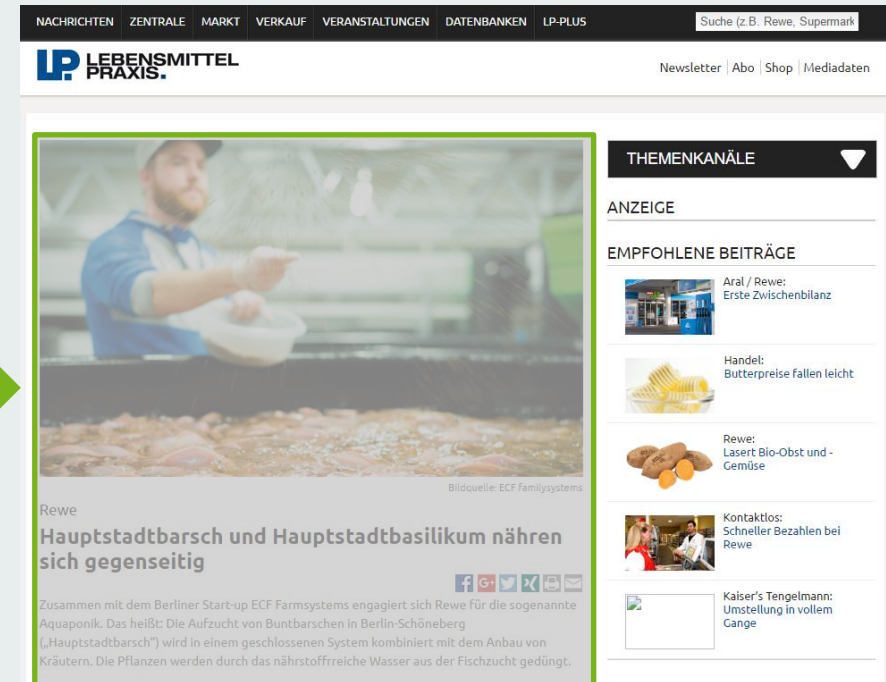 NACHRICHTEN ZENTRALE MARKT VERKAUF VERANSTALTUNGEN DATENBANKEN LP-PLUS
Suche (z.B. Rewe, Supermark
LP. LEBENSMITTEL
PRAXIS.
Newsletter Abo Shop Mediadaten
Bildquelle: ECF familysystems
Rewe
Hauptstadtbarsch und Hauptstadtbasilikum nähren
sich gegenseitig
Zusammen mit dem Berliner Start-up ECF Farmsystems engagiert sich Rewe für die sogenannte
Aquaponik. Das heißt: Die Aufzucht von Buntbarschen in Berlin-Schöneberg
(„Hauptstadtbarsch") wird in einem geschlossenen System kombiniert mit dem Anbau von
Kräutern. Die Pflanzen werden durch das nährstoffrreiche Wasser aus der Fischzucht gedüngt.
THEMENKANÄLE
ANZEIGE
EMPFOHLENE BEITRÄGE
Aral / Rewe:
Erste Zwischenbilanz
Handel:
Butterpreise fallen leicht
Rewe:
Lasert Bio-Obst und -
Gemüse
Kontaktlos:
Schneller Bezahlen bei
Rewe
Kaiser's Tengelmann:
Umstellung in vollem
Gange